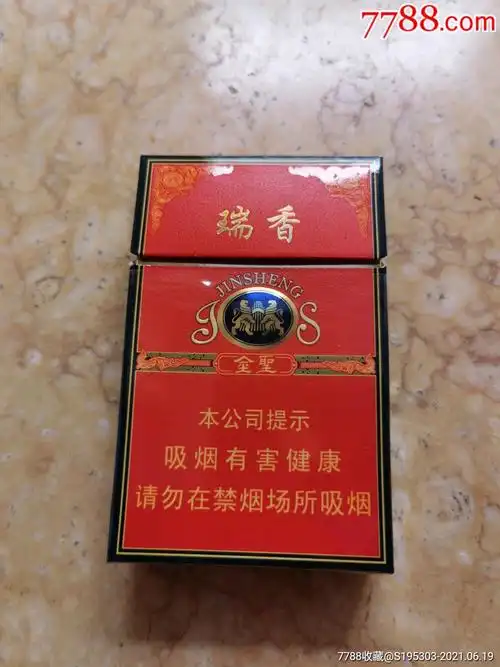 7788.com
瑞香
JINSHENG
JS
金聖
本公司提示
吸烟有害健康
请勿在禁烟场所吸烟
7788收藏@S195303-2021.06.19